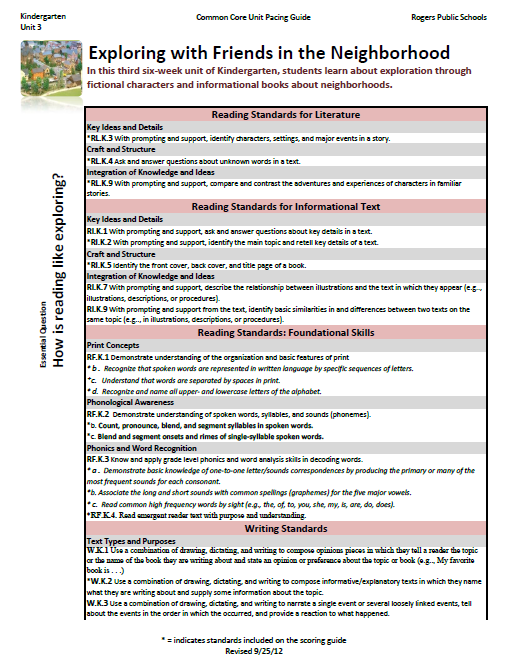 Kindergarten
Common Core Unit Pacing Guide
Rogers Public Schools
Unit 3
Exploring with Friends in the Neighborhood
In this third six-week unit of Kindergarten, students learn about exploration through
fictional characters and informational books about neighborhoods.
Essential Question
How is reading like exploring?
Reading Standards for Literature
Key Ideas and Details
*RL.K.3 With prompting and support, identify characters, settings, and major events in a story.
Craft and Structure
*RL.K.4 Ask and answer questions about unknown words in a text.
Integration of Knowledge and Ideas
*RL.K.9 With prompting and support, compare and contrast the adventures and experiences of characters in familiar
stories.
Reading Standards for Informational Text
Key Ideas and Details
RI.K.1 With prompting and support, ask and answer questions about key details in a text.
*RI.K.2 With prompting and support, identify the main topic and retell key details of a text.
Craft and Structure
*RI.K.5 Identify the front cover, back cover, and title page of a book.
Integration of Knowledge and Ideas
RI.K.7 With prompting and support, describe the relationship between illustrations and the text in which they appear (e.g..,
illustrations, descriptions, or procedures).
RI.K.9 With prompting and support from the text, identify basic similarities in and differences between two texts on the
same topic (e.g.., in illustrations, descriptions, or procedures).
Reading Standards: Foundational Skills
Print Concepts
RF.K.1 Demonstrate understanding of the organization and basic features of print
*b. Recognize that spoken words are represented in written language by specific sequences of letters.
*c. Understand that words are separated by spaces in print.
*d. Recognize and name all upper- and lowercase letters of the alphabet.
Phonological Awareness
RF.K.2 Demonstrate understanding of spoken words, syllables, and sounds (phonemes).
*b. Count, pronounce, blend, and segment syllables in spoken words.
*c. Blend and segment onsets and rimes of single-syllable spoken words.
Phonics and Word Recognition
RF.K.3 Know and apply grade level phonics and word analysis skills in decoding words.
*a. Demonstrate basic knowledge of one-to-one letter/sounds correspondences by producing the primary or many of the
most frequent sounds for each consonant.
*b. Associate the long and short sounds with common spellings (graphemes) for the five major vowels.
*c. Read common high frequency words by sight (e.g., the, of, to, you, she, my, is, are, do, does).
*RF.K.4. Read emergent reader text with purpose and understanding.
Writing Standards
Text Types and Purposes
W.K.1 Use a combination of drawing, dictating, and writing to compose opinions pieces in which they tell a reader the topic
or the name of the book they are writing about and state an opinion or preference about the topic or book (e.g.., My favorite
book is . . .)
*W.K.2 Use a combination of drawing, dictating, and writing to compose informative/explanatory texts in which they name
what they are writing about and supply some information about the topic.
W.K.3 Use a combination of drawing, dictating, and writing to narrate a single event or several loosely linked events, tell
about the events in the order in which the occurred, and provide a reaction to what happened.
* = indicates standards included on the scoring guide
Revised 9/25/12